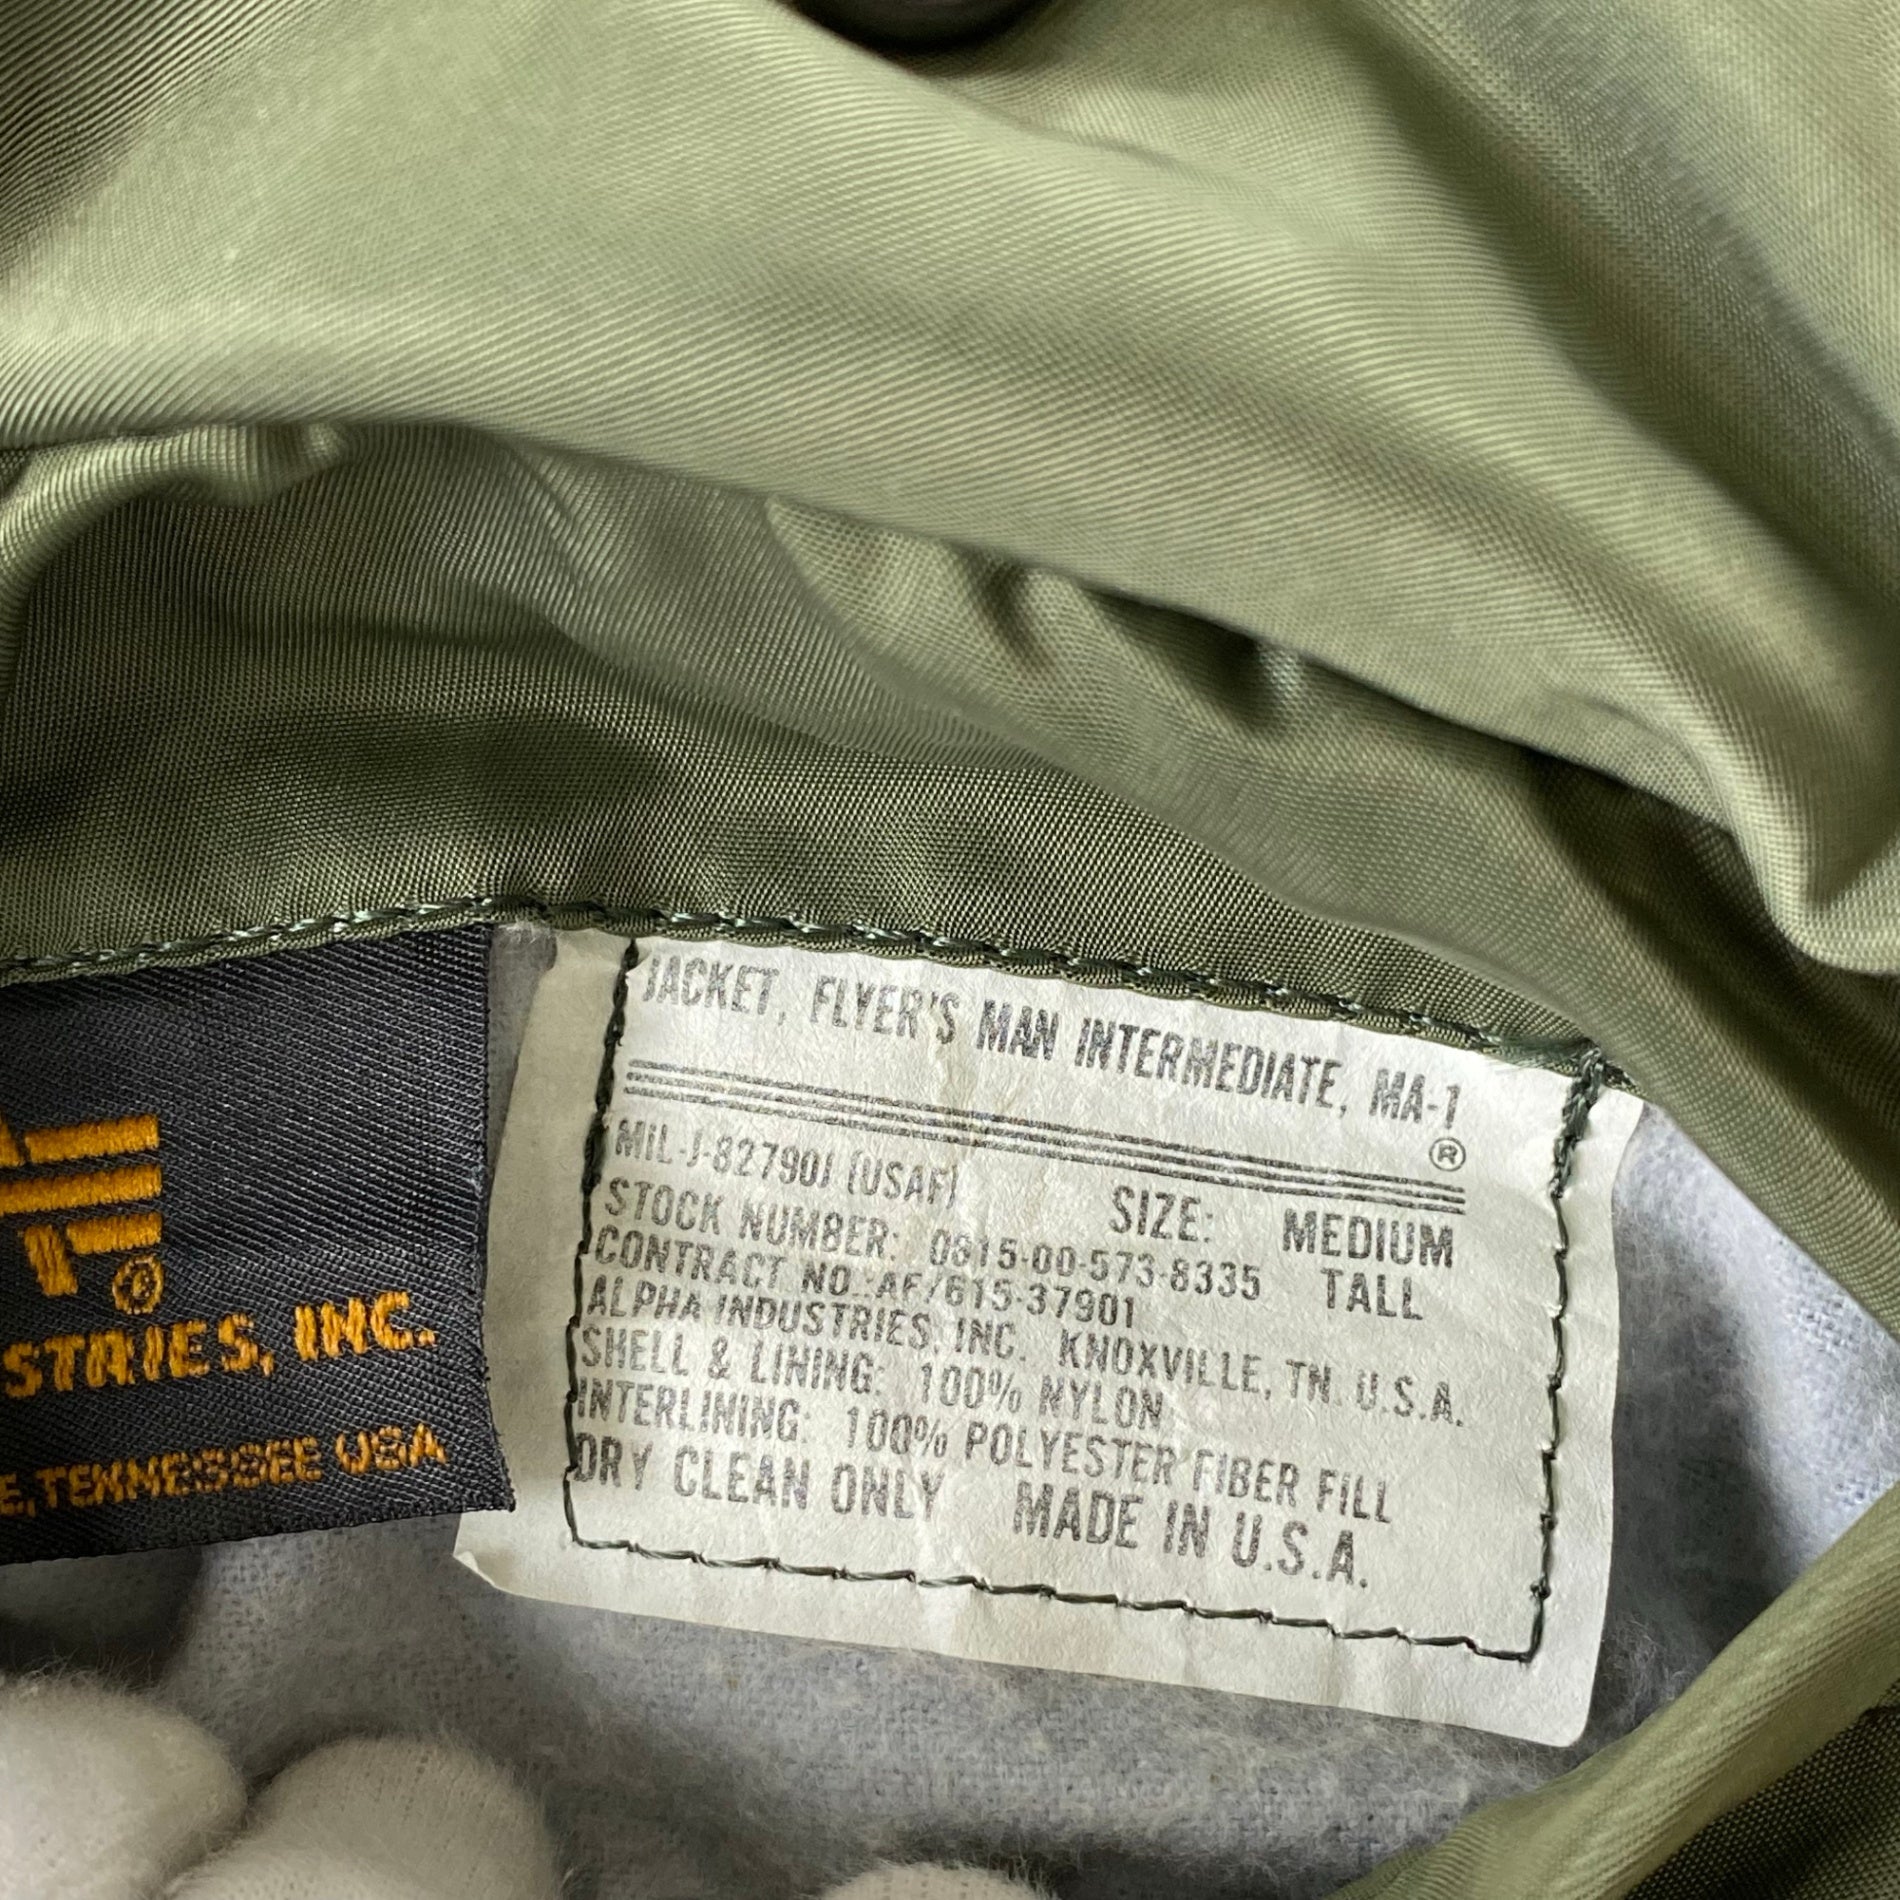 JACKET, FLYER'S MAN INTERMEDIATE, MA-1
®
MIL-J-82790J (USAF)
SIZE: MEDIUM
TALL
STOCK NUMBER: 0815-00-573-8335
CONTRACT NO.:AF/615-37901
ALPHA INDUSTRIES, INC. KNOXVILLE, TN. U.S.A.
SHELL & LINING: 100% NYLON
INTERLINING: 100% POLYESTER FIBER FILL
DRY CLEAN ONLY MADE IN U.S.A.
®
STRIES, INC.
E, TENNESSEE USA